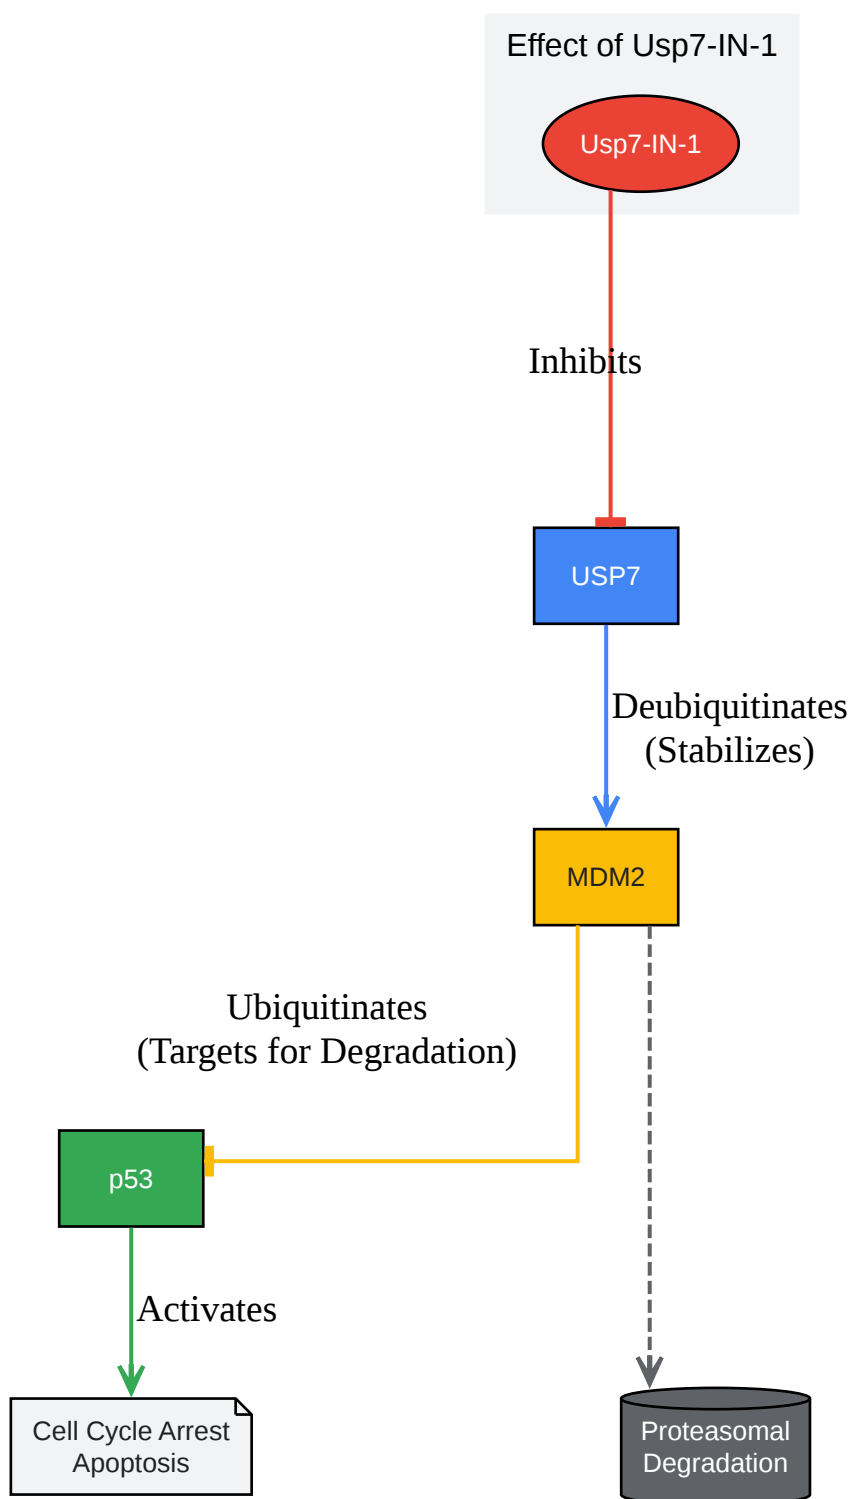 Effect of Usp7-IN-1
Usp7-IN-1
Inhibits
USP7
Deubiquitinates
(Stabilizes)
MDM2
Ubiquitinates
(Targets for Degradation)
p53
Activates
Cell Cycle Arrest
Apoptosis
Proteasomal
Degradation